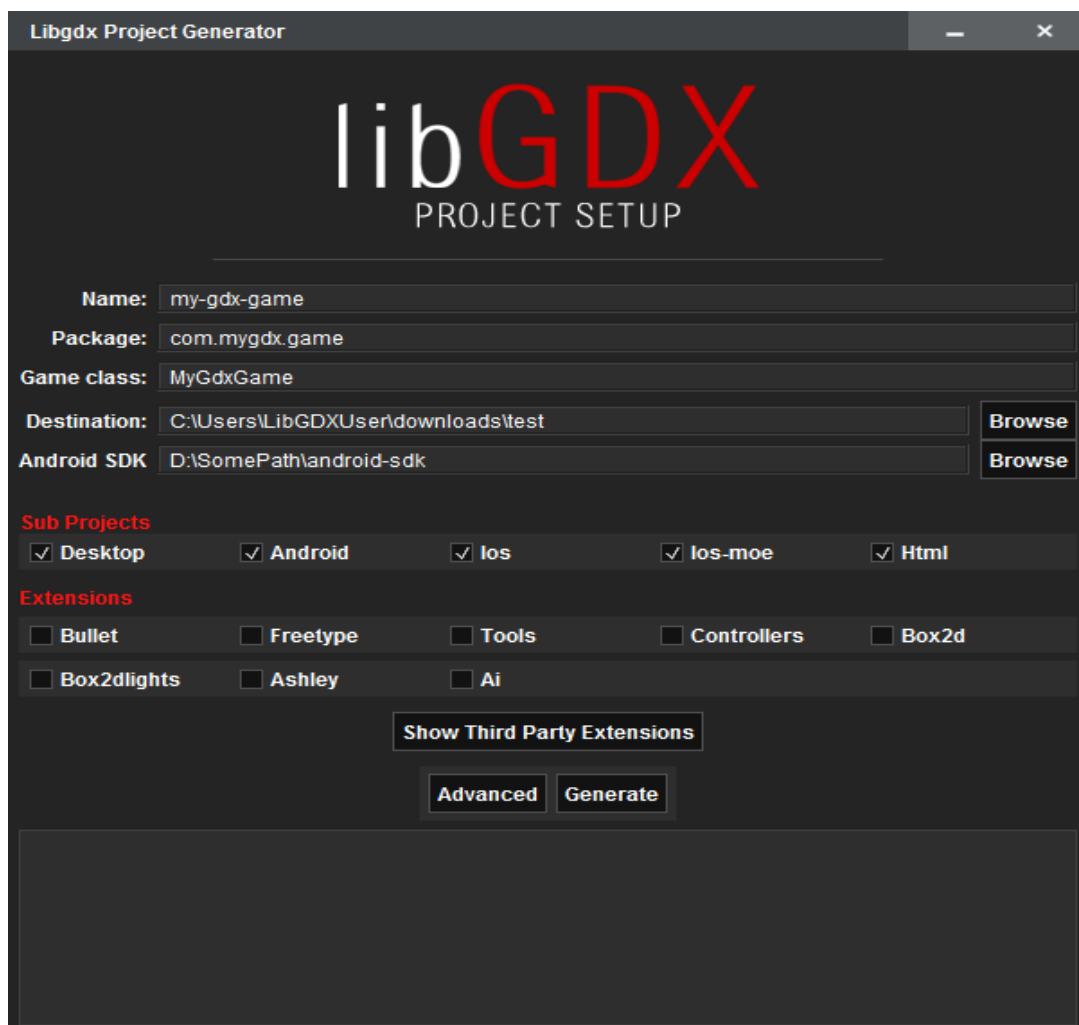 Libgdx Project Generator
libGDX
PROJECT SETUP
Name: my-gdx-game
Package: com.mygdx.game
Game class: MyGdxGame
Destination: C:\Users\LibGDXUser\downloads\test Browse
Android SDK D:\SomePath\android-sdk Browse
Sub Projects
Desktop Android Ios Ios-moe Html
Extensions
Bullet Freetype Tools Controllers Box2d
Box2dlights Ashley Ai
Show Third Party Extensions
Advanced Generate